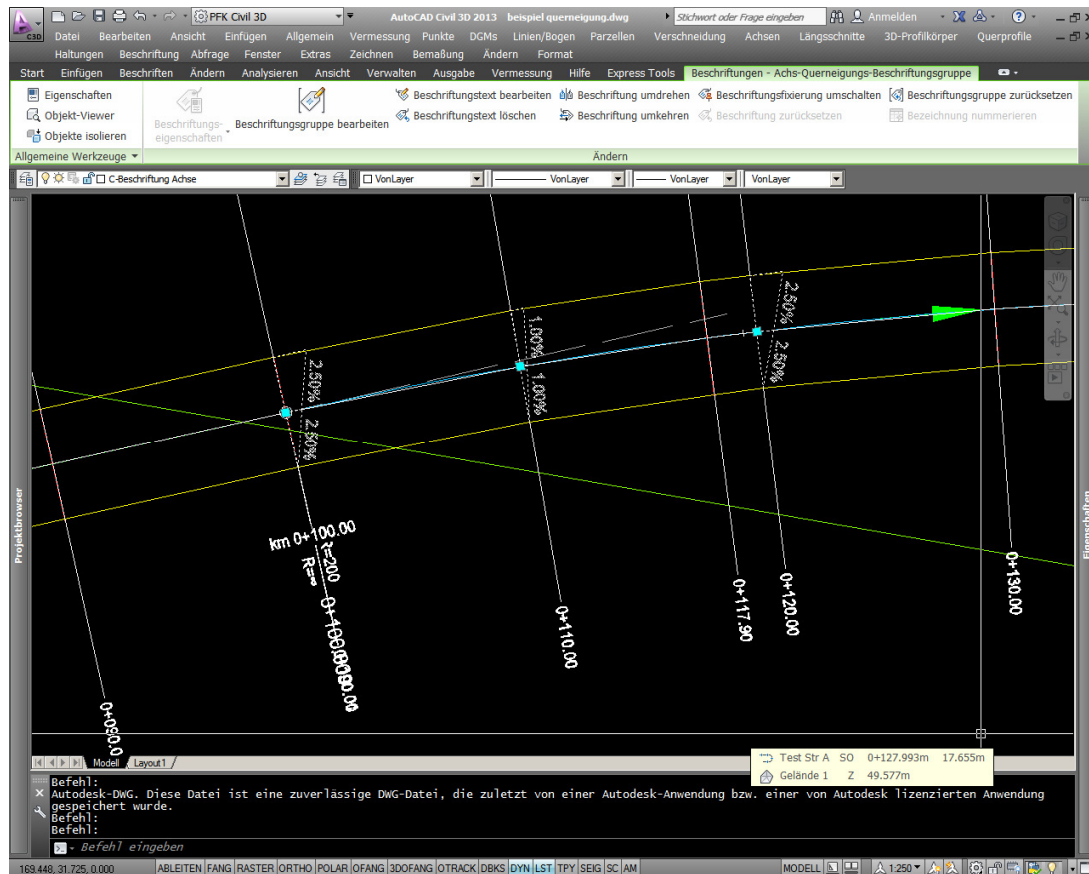 PFK Civil 3D
AutoCAD Civil 3D 2013 beispiel querneigung.dwg
Stichwort oder Frage eingeben
Anmelden
C3D
Datei Bearbeiten Ansicht Einfügen Allgemein Vermessung Punkte DGMs Linien/Bogen Parzellen Verschneidung Achsen Längsschnitte 3D-Profilkörper Querprofile
Haltungen Beschriftung Abfrage Fenster Extras Zeichnen Bemaßung Ändern Format
Start Einfügen Beschriften Ändern Analysieren Ansicht Verwalten Ausgabe Vermessung Hilfe Express Tools Beschriftungen - Achs-Querneigungs-Beschriftungsgruppe
Eigenschaften
Objekt-Viewer
Objekte isolieren
Allgemeine Werkzeuge
Beschriftungs-
eigenschaften
Beschriftungsgruppe bearbeiten
Beschriftungstext bearbeiten Beschriftung umdrehen Beschriftungsfixierung umschalten Beschriftungsgruppe zurücksetzen
Beschriftungstext löschen Beschriftung umkehren Beschriftung zurücksetzen Bezeichnung nummerieren
Ändern
C-Beschriftung Achse
VonLayer
VonLayer
VonLayer
VonLayer
2.50%
2.50%
1.00%
1.00%
2.50%
2.50%
km 0+100.00
R=200
R=∞
0+100.00
0+090.0
0+110.00
0+117.90
0+120.00
0+130.00
Projektbrowser
Eigenschaften
Test Str A SO 0+127.993m 17.655m
Gelände 1 Z 49.577m
Modell Layout1
Befehl:
Autodesk-DWG. Diese Datei ist eine zuverlässige DWG-Datei, die zuletzt von einer Autodesk-Anwendung bzw. einer von Autodesk lizenzierten Anwendung
gespeichert wurde.
Befehl:
Befehl:
Befehl eingeben
169.448, 31.725, 0.000
ABLEITEN FANG RASTER ORTHO POLAR OFANG 3DOFANG OTRACK DBKS DYN LST TPY SEIG SC AM
MODELL
1:250